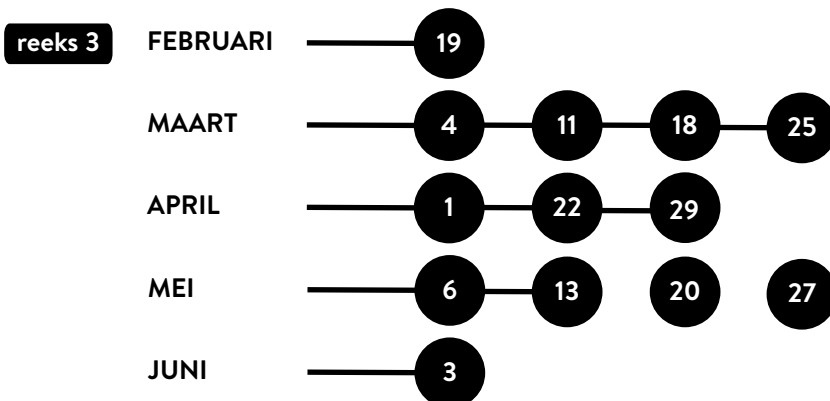 reeks 3 FEBRUARI 19
MAART 4 11 18 25
APRIL 1 22 29
MEI 6 13 20 27
JUNI 3